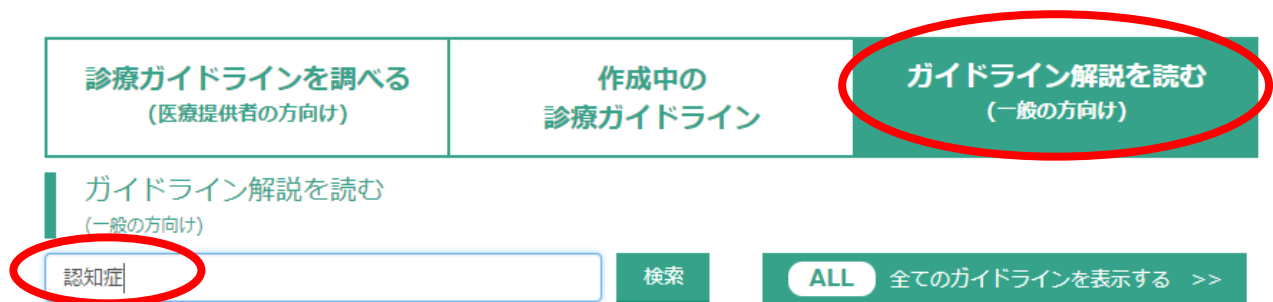 診療ガイドラインを調べる
(医療提供者の方向け)
作成中の
診療ガイドライン
ガイドライン解説を読む
(一般の方向け)
ガイドライン解説を読む
(一般の方向け)
認知症
検索
ALL 全てのガイドラインを表示する >>